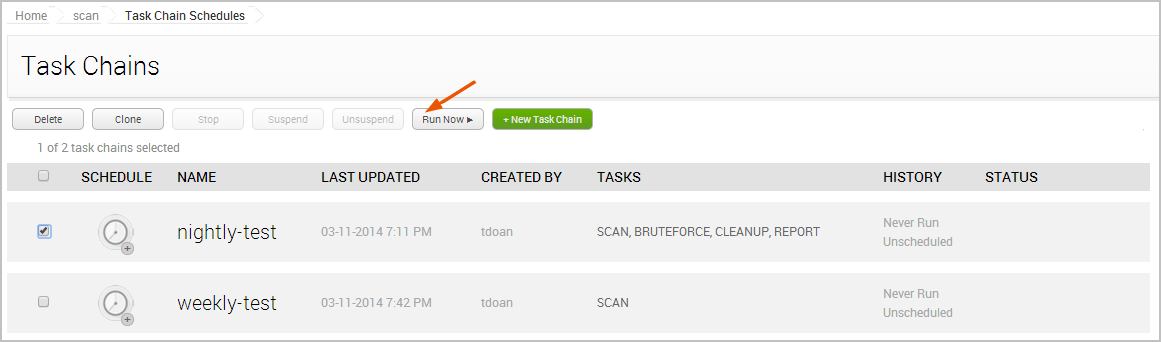 Home scan Task Chain Schedules
Task Chains
Delete Clone Stop Suspend Unsuspend Run Now ▶ + New Task Chain
1 of 2 task chains selected
SCHEDULE NAME LAST UPDATED CREATED BY TASKS HISTORY STATUS
nightly-test 03-11-2014 7:11 PM tdoan SCAN, BRUTEFORCE, CLEANUP, REPORT Never Run
Unscheduled
weekly-test 03-11-2014 7:42 PM tdoan SCAN Never Run
Unscheduled